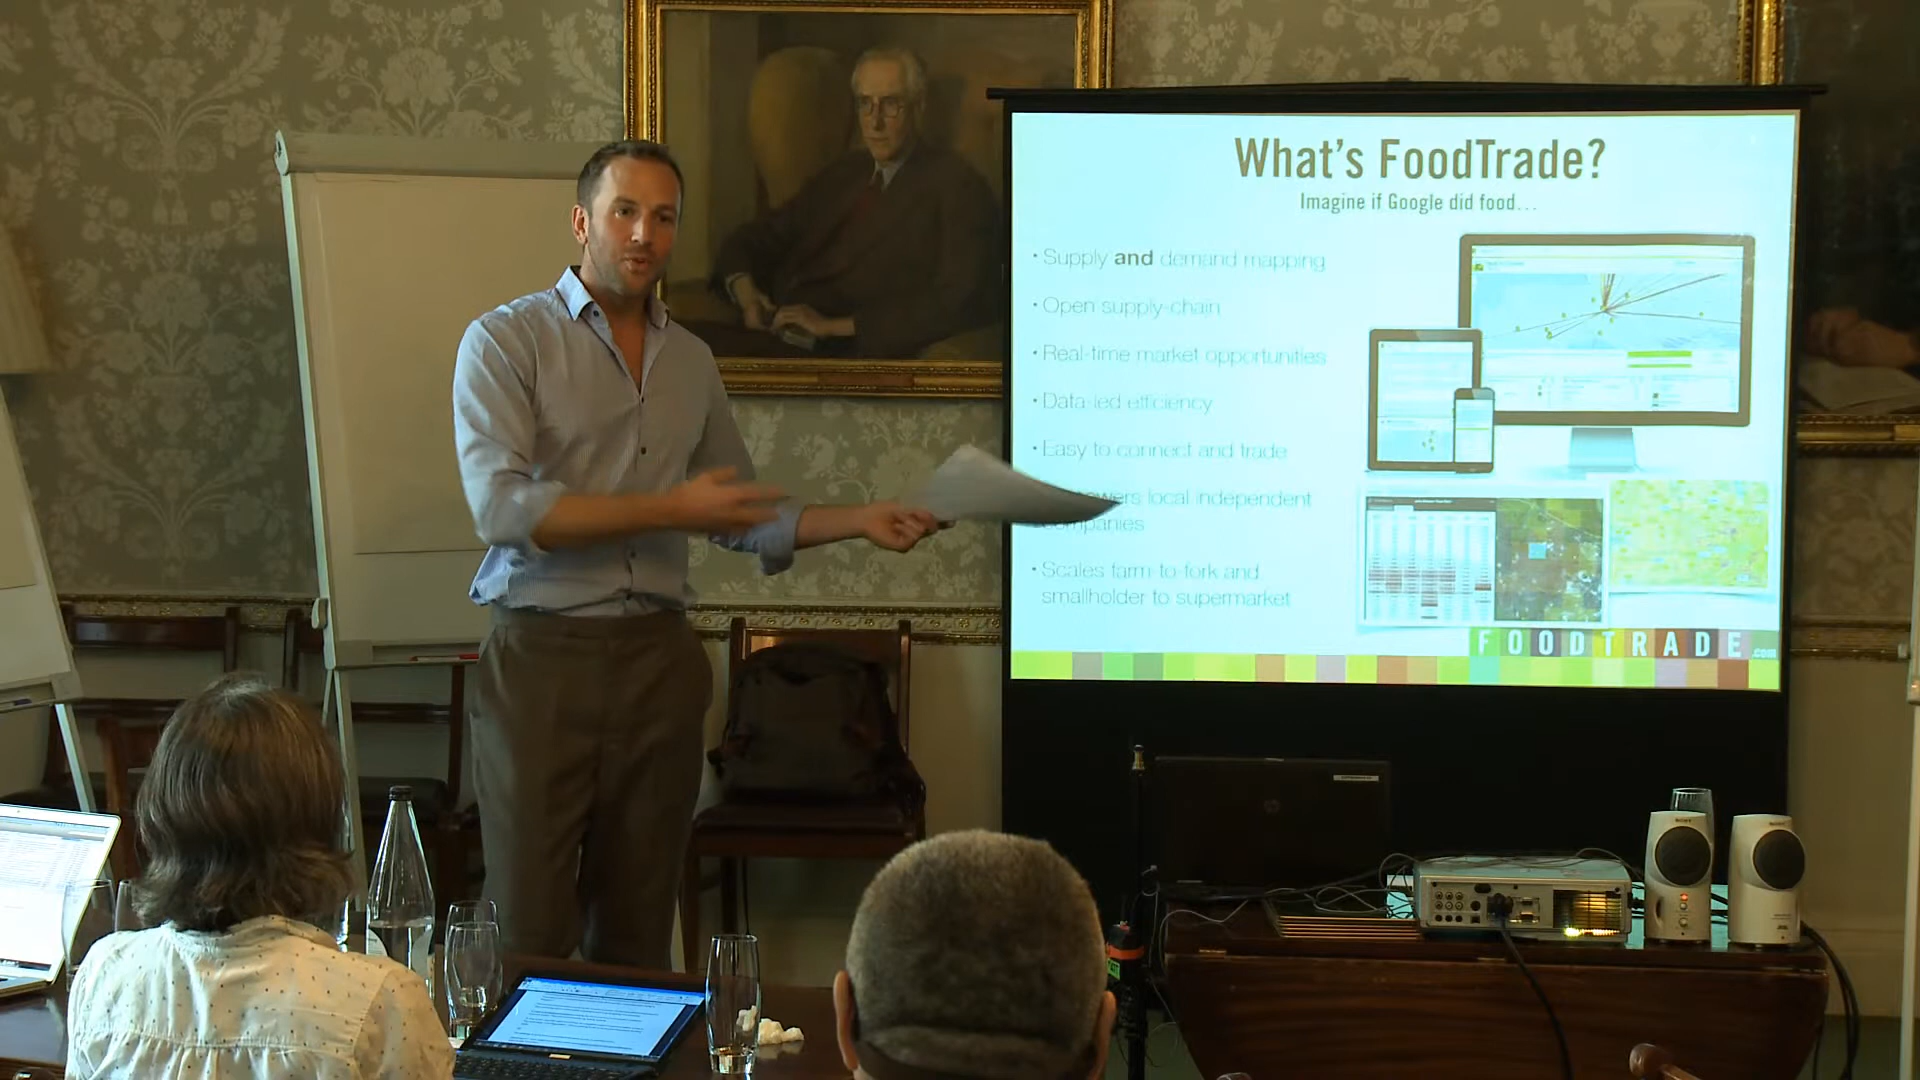 What's FoodTrade?
Imagine if Google did food...
• Supply and demand mapping
• Open supply-chain
• Real-time market opportunities
• Data-led efficiency
• Easy to connect and trade
local independent
companies
• Scales farm-to-fork and
smallholder to supermarket
FOODTRADE.com